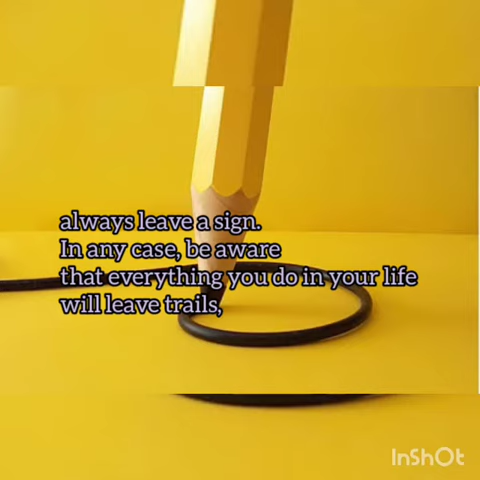 always leave a sign.
In any case, be aware
that everything you do in your life
will leave trails,
InShOt